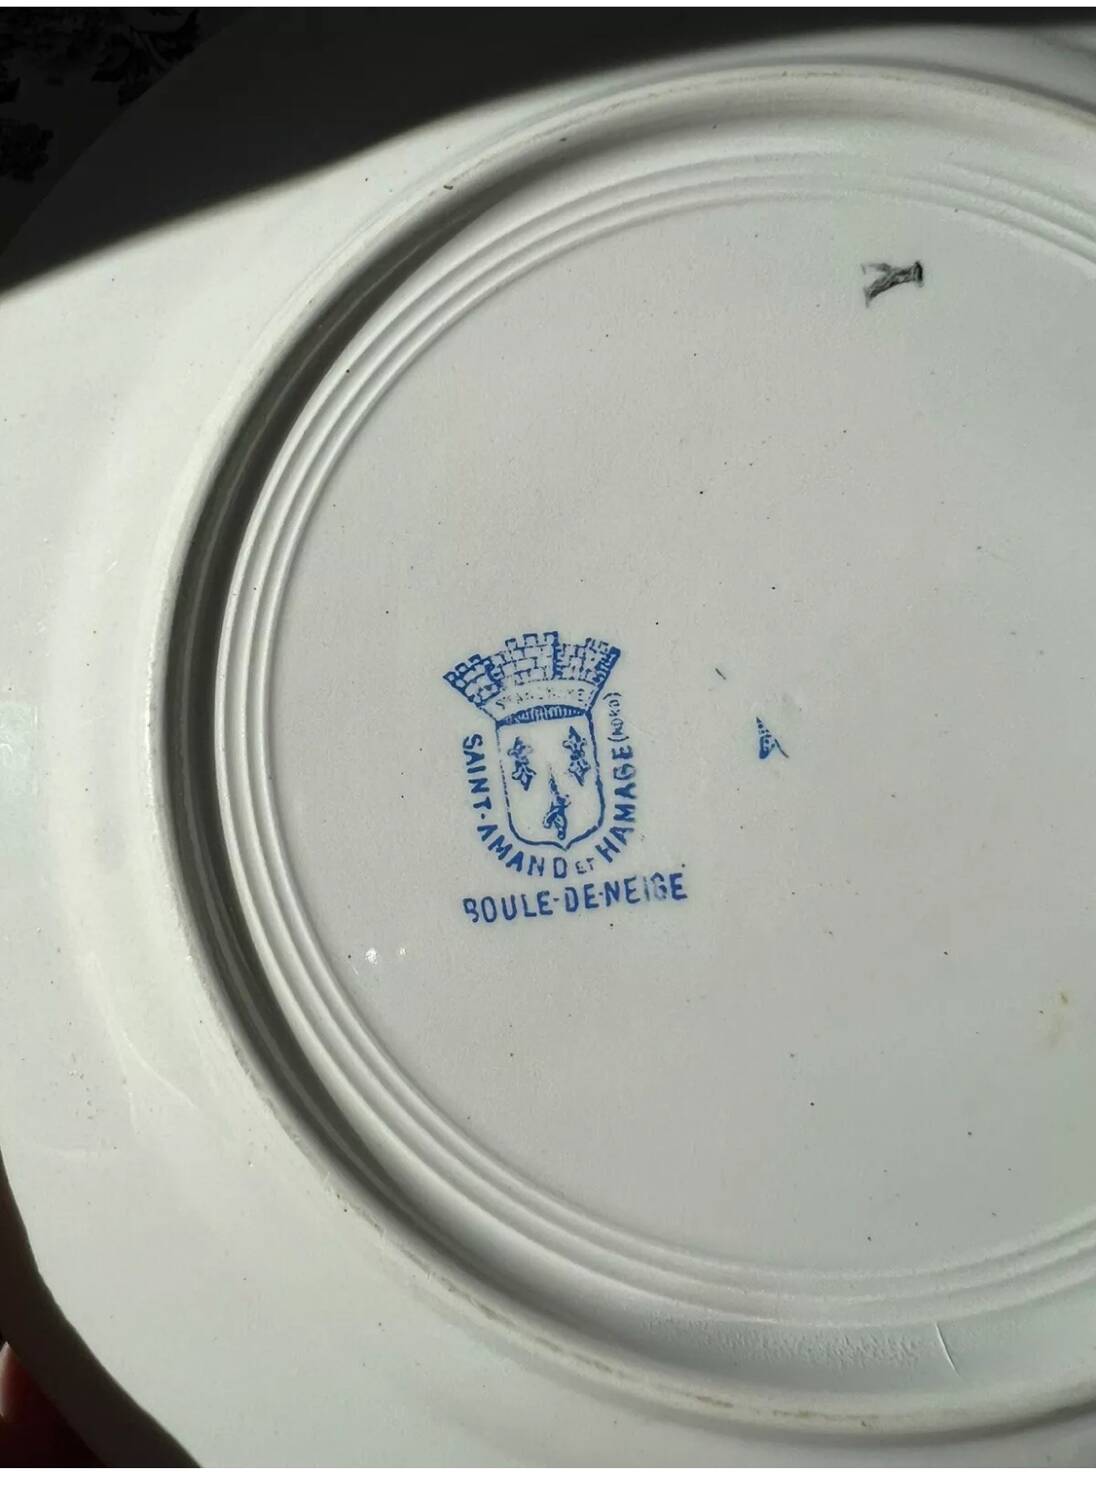 Y
SAINT-AMAND ET HAMAGE (NORD)
A
BOULE-DE-NEIGE